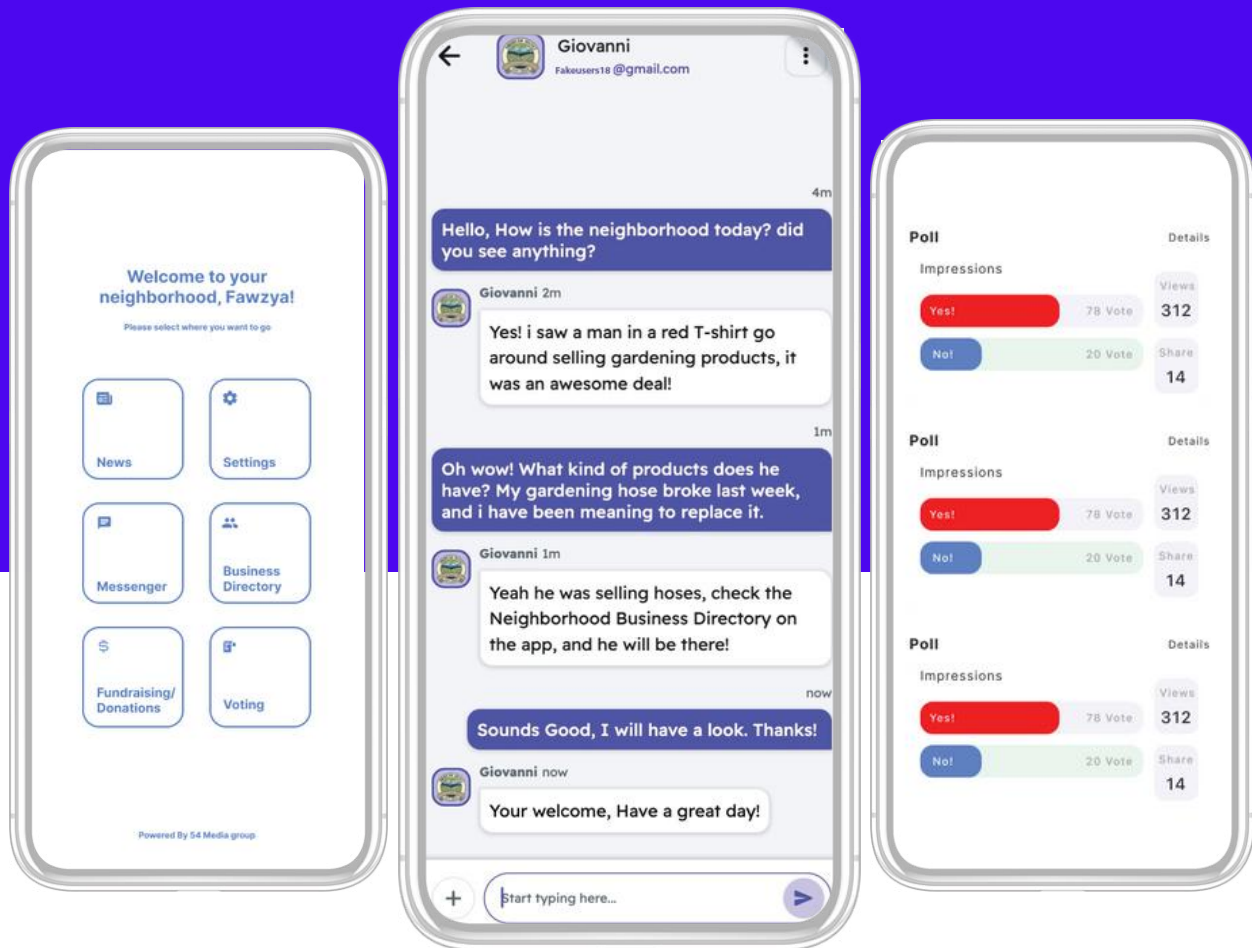 Welcome to your
neighborhood, Fawzya!
Please select where you want to go
News
Settings
Messenger
Business
Directory
Fundraising/
Donations
Voting
Powered By 54 Media group
Giovanni
Fakeusers18 @gmail.com
4m
Hello, How is the neighborhood today? did
you see anything?
Giovanni 2m
Yes! i saw a man in a red T-shirt go
around selling gardening products, it
was an awesome deal!
1m
Oh wow! What kind of products does he
have? My gardening hose broke last week,
and i have been meaning to replace it.
Giovanni 1m
Yeah he was selling hoses, check the
Neighborhood Business Directory on
the app, and he will be there!
now
Sounds Good, I will have a look. Thanks!
Giovanni now
Your welcome, Have a great day!
Start typing here...
Poll Details
Impressions
Views
Yes! 78 Vote 312
No! 20 Vote Share
14
Poll Details
Impressions
Views
Yes! 78 Vote 312
No! 20 Vote Share
14
Poll Details
Impressions
Views
Yes! 78 Vote 312
No! 20 Vote Share
14